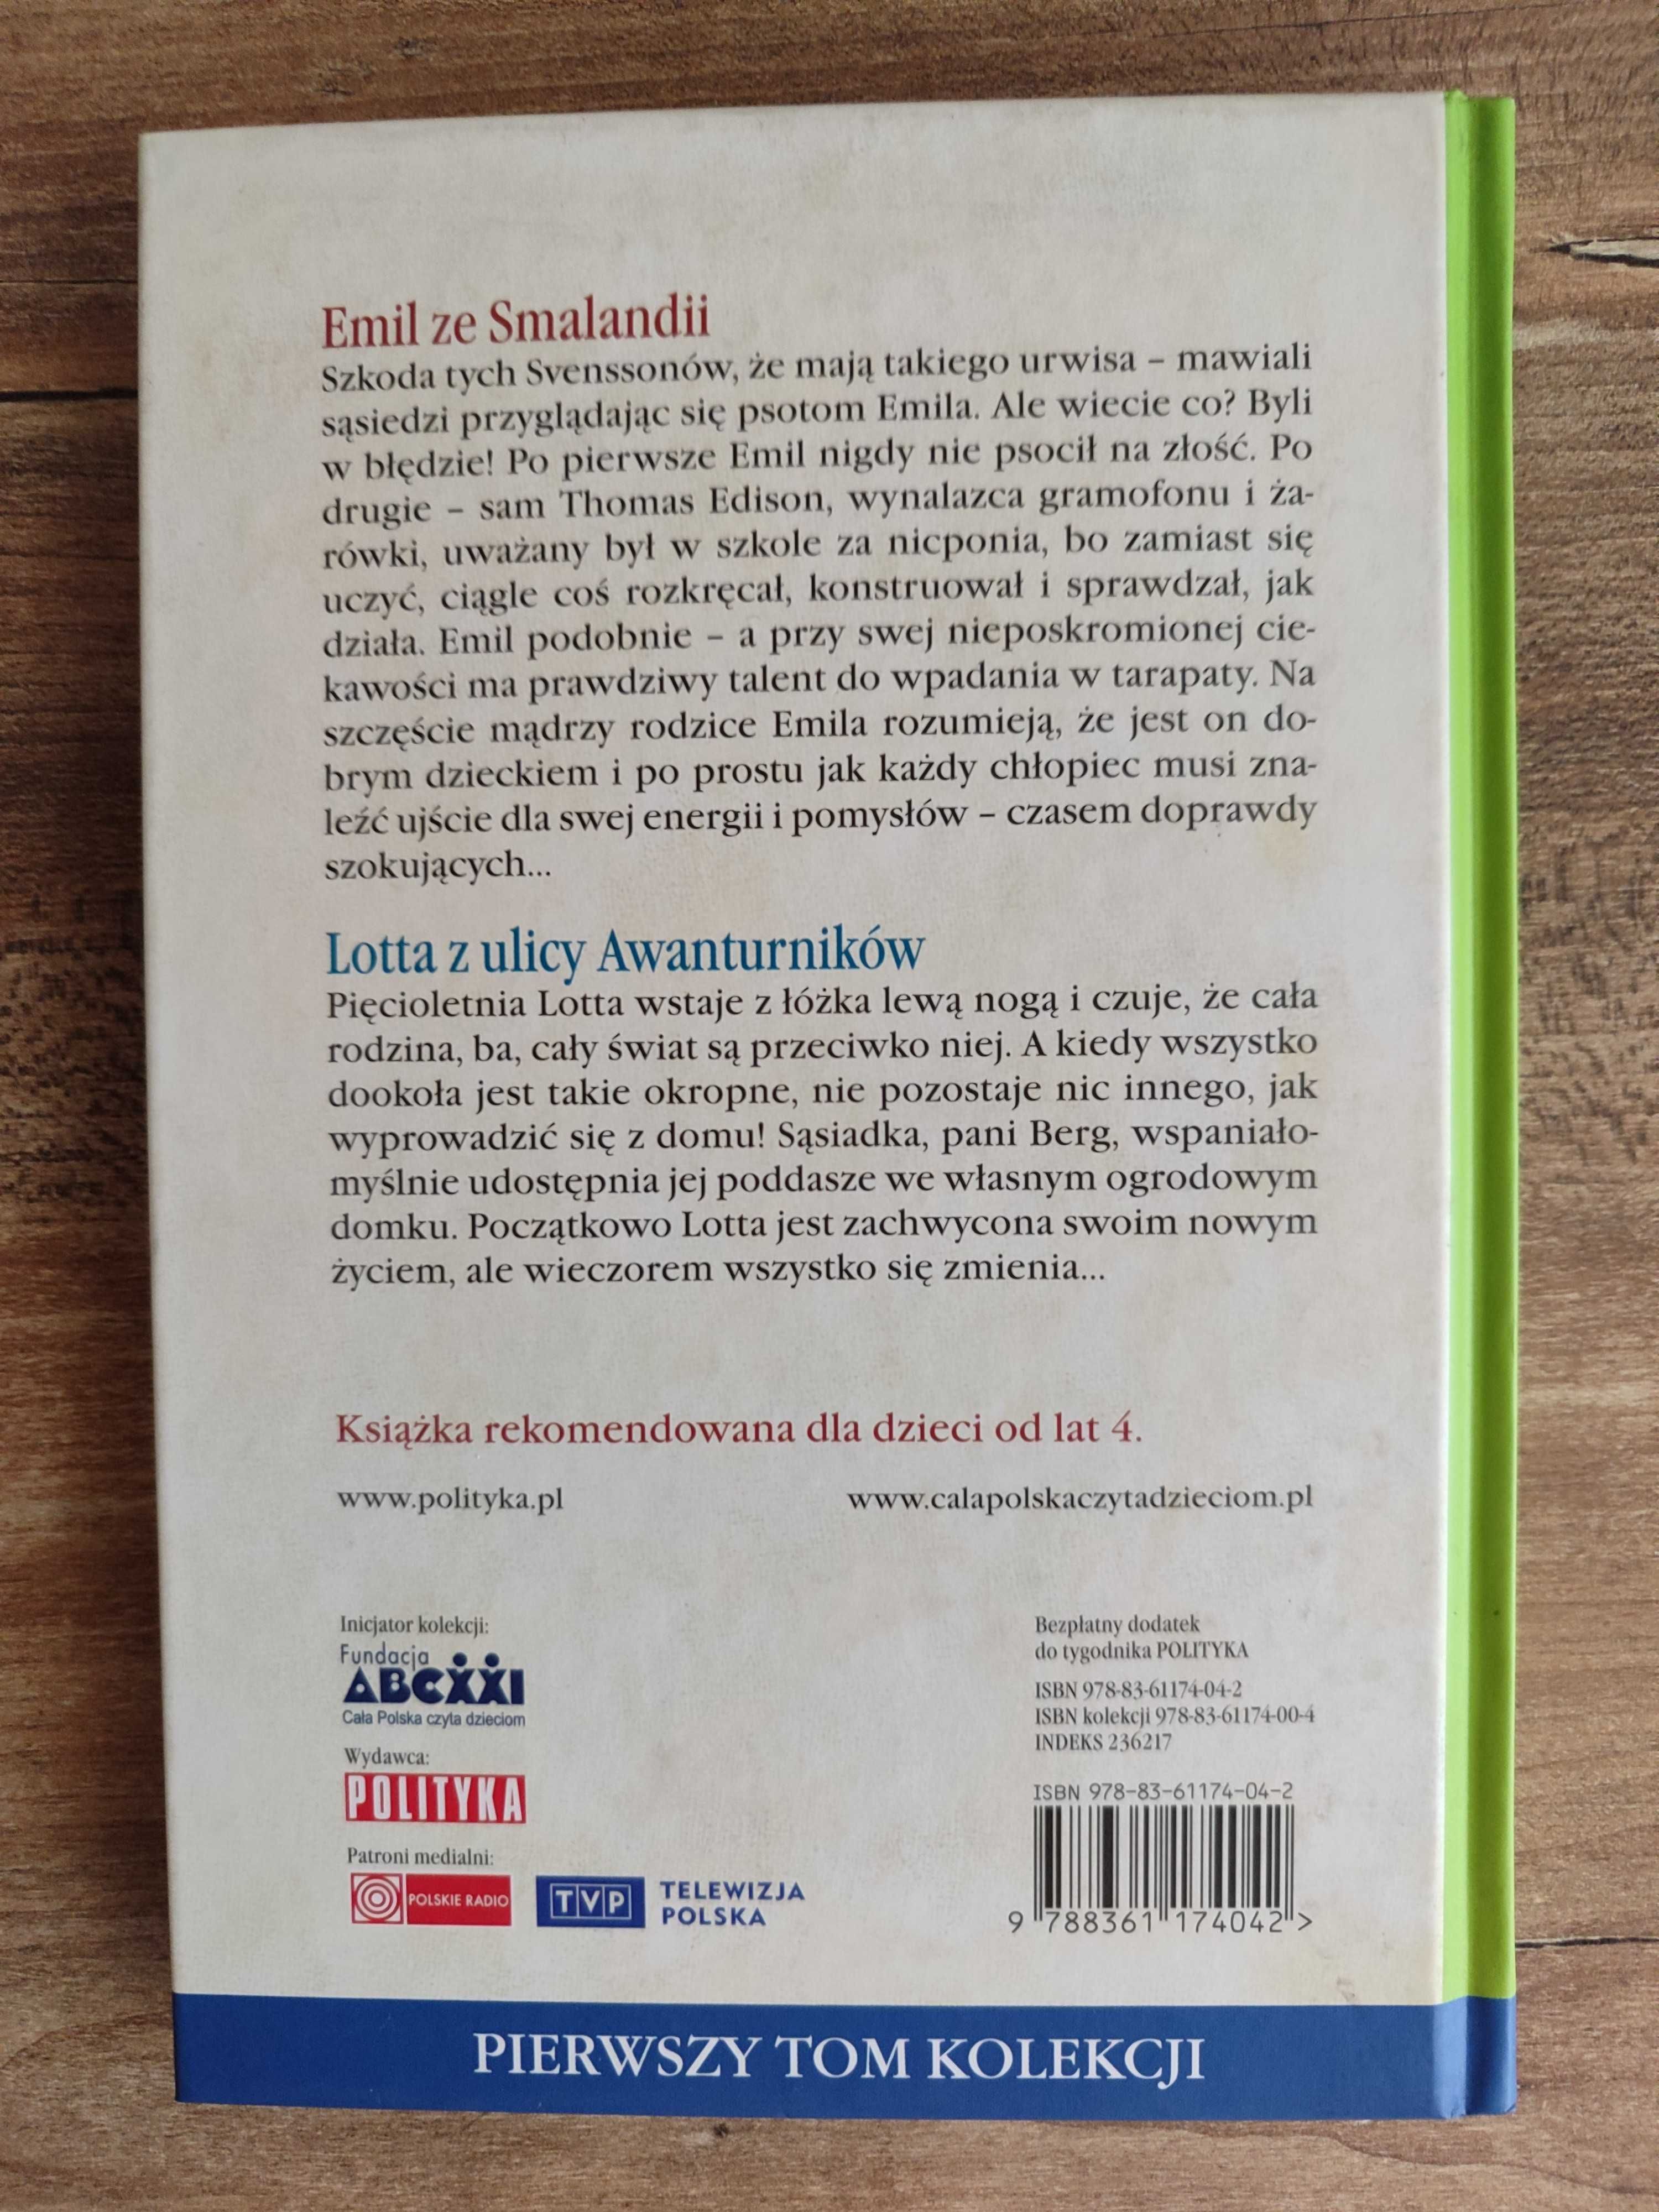 Emil ze Smalandii
Szkoda tych Svenssonów, że mają takiego urwisa – mawiali
sąsiedzi przyglądając się psotom Emila. Ale wiecie co? Byli
w błędzie! Po pierwsze Emil nigdy nie psocił na złość. Po
drugie – sam Thomas Edison, wynalazca gramofonu i ża-
rówki, uważany był w szkole za nicponia, bo zamiast się
uczyć, ciągle coś rozkręcał, konstruował i sprawdzał, jak
działa. Emil podobnie – a przy swej nieposkromionej cie-
kawości ma prawdziwy talent do wpadania w tarapaty. Na
szczęście mądrzy rodzice Emila rozumieją, że jest on do-
brym dzieckiem i po prostu jak każdy chłopiec musi zna-
leźć ujście dla swej energii i pomysłów – czasem doprawdy
szokujących...
Lotta z ulicy Awanturników
Pięcioletnia Lotta wstaje z łóżka lewą nogą i czuje, że cała
rodzina, ba, cały świat są przeciwko niej. A kiedy wszystko
dookoła jest takie okropne, nie pozostaje nic innego, jak
wyprowadzić się z domu! Sąsiadka, pani Berg, wspaniało-
myślnie udostępnia jej poddasze we własnym ogrodowym
domku. Początkowo Lotta jest zachwycona swoim nowym
życiem, ale wieczorem wszystko się zmienia...
Książka rekomendowana dla dzieci od lat 4.
www.polityka.pl
www.calapolskaczytadzieciom.pl
Inicjator kolekcji:
Fundacja
ABCXXI
Cała Polska czyta dzieciom
Wydawca:
POLITYKA
Patroni medialni:
POLSKIE RADIO
TVP
TELEWIZJA
POLSKA
Bezpłatny dodatek
do tygodnika POLITYKA
ISBN 978-83-61174-04-2
ISBN kolekcji 978-83-61174-00-4
INDEKS 236217
ISBN 978-83-61174-04-2
9 788361 174042 >
PIERWSZY TOM KOLEKCJI